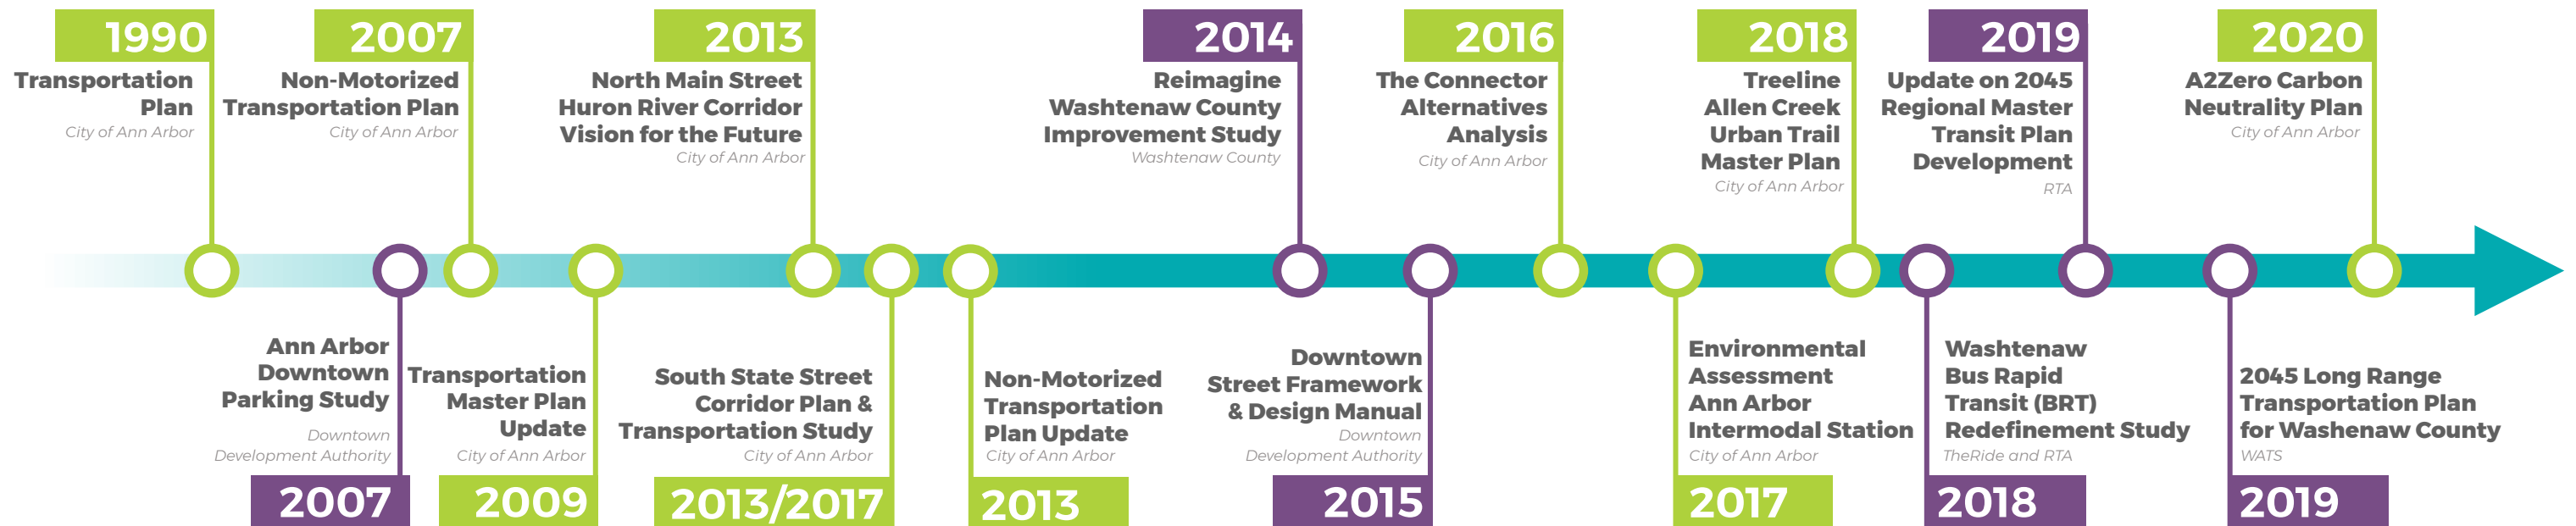 1990
Transportation
Plan
City of Ann Arbor
2007
Non-Motorized
Transportation Plan
City of Ann Arbor
2013
North Main Street
Huron River Corridor
Vision for the Future
City of Ann Arbor
2014
Reimagine
Washtenaw County
Improvement Study
Washtenaw County
2016
The Connector
Alternatives
Analysis
City of Ann Arbor
2018
Treeline
Allen Creek
Urban Trail
Master Plan
City of Ann Arbor
2019
Update on 2045
Regional Master
Transit Plan
Development
RTA
2020
A2Zero Carbon
Neutrality Plan
City of Ann Arbor
Ann Arbor
Downtown
Parking Study
Downtown
Development Authority
2007
Transportation
Master Plan
Update
City of Ann Arbor
2009
South State Street
Corridor Plan &
Transportation Study
City of Ann Arbor
2013/2017
Non-Motorized
Transportation
Plan Update
City of Ann Arbor
2013
Downtown
Street Framework
& Design Manual
Downtown
Development Authority
2015
Environmental
Assessment
Ann Arbor
Intermodal Station
City of Ann Arbor
2017
Washtenaw
Bus Rapid
Transit (BRT)
Redefinement Study
TheRide and RTA
2018
2045 Long Range
Transportation Plan
for Washenaw County
WATS
2019